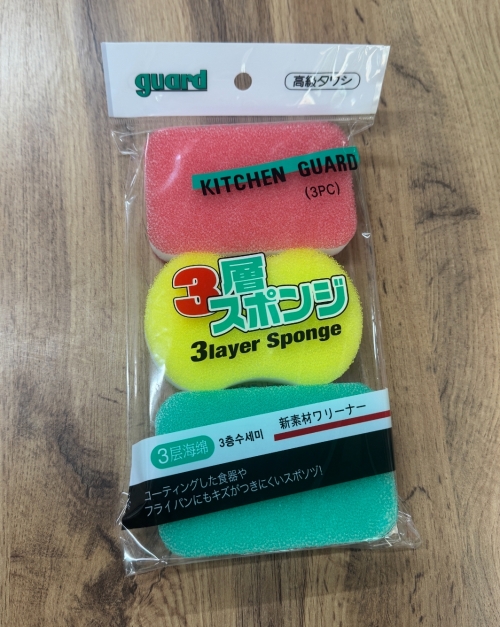 guard
高級タワシ
KITCHEN GUARD
(3PC)
3層
スポンジ
3layer Sponge
3层海绵 3층수세미 新素材ワリーナー
コーティングした食器や
フライパンにもキズがつきにくいスポソヅ!